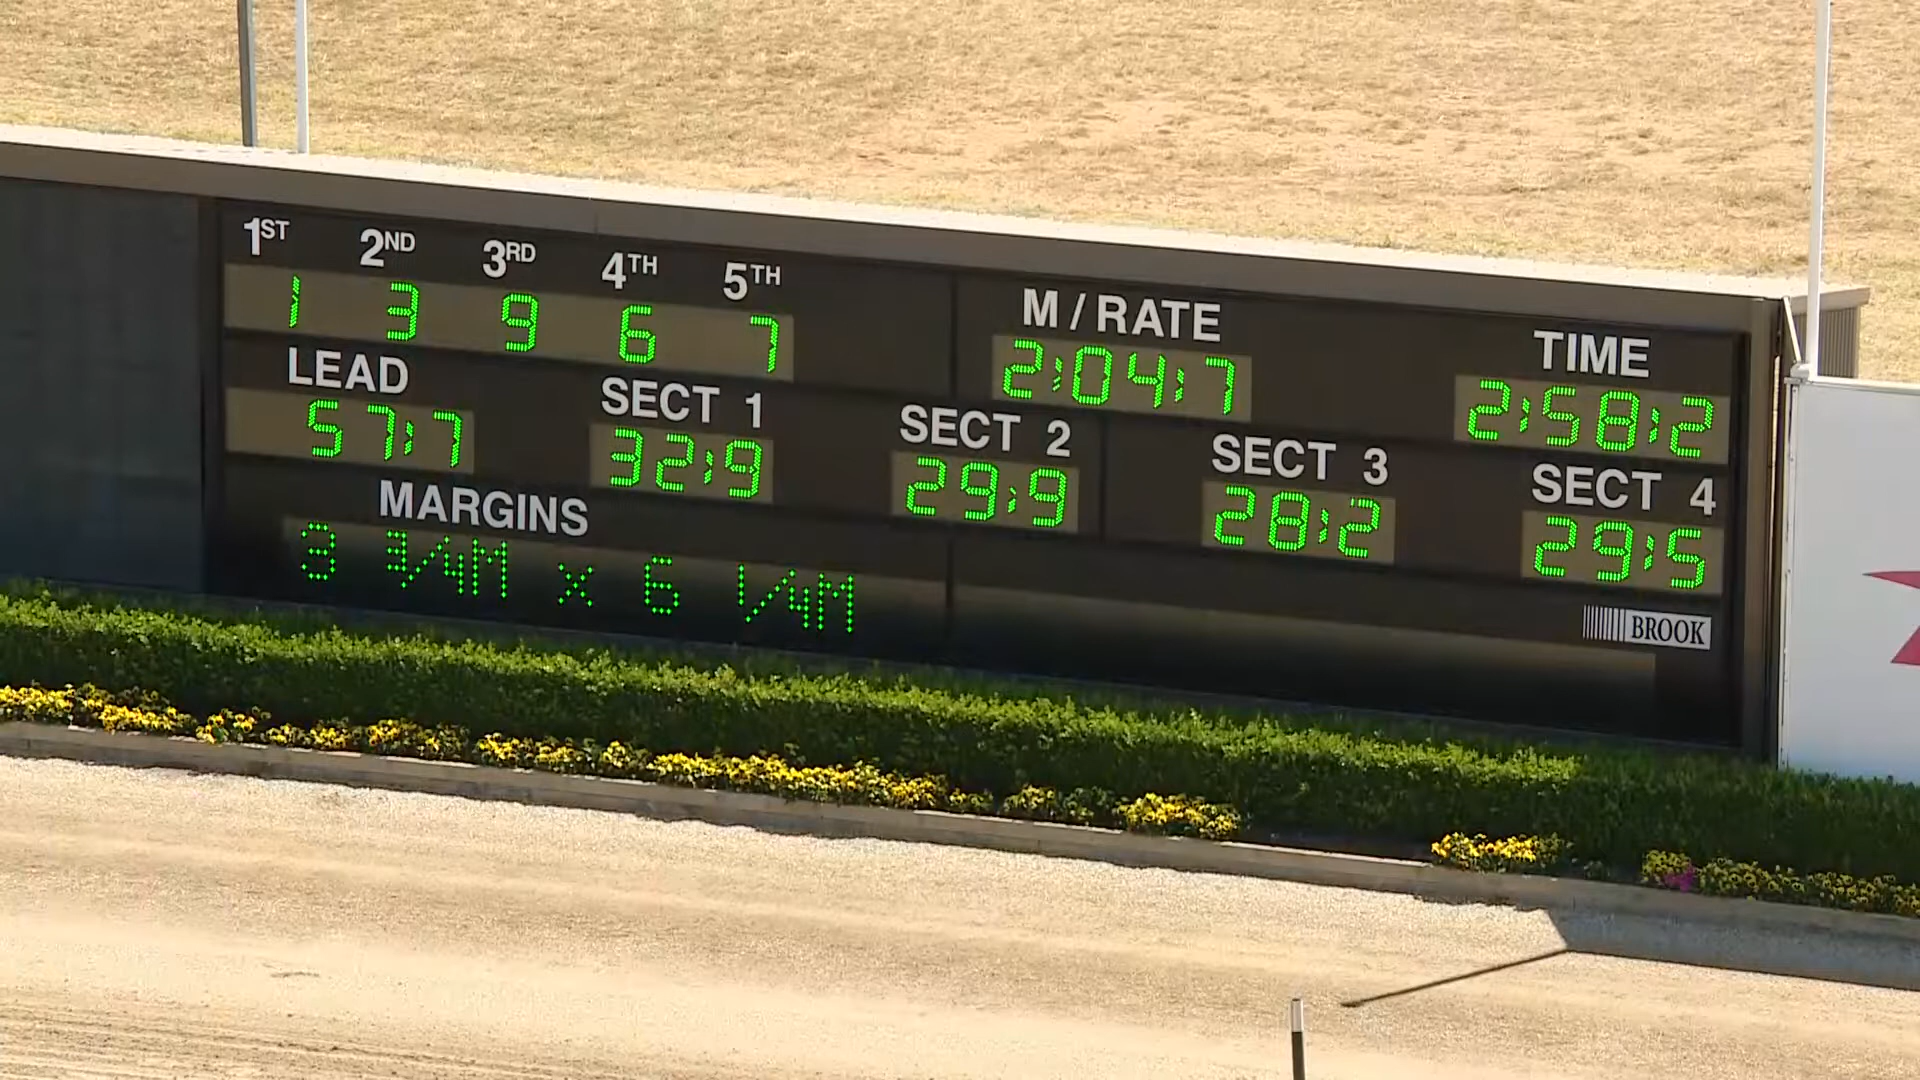 1ST 2ND 3RD 4TH 5TH
1 3 9 6 7
M / RATE
2:04:7
TIME
2:58:2
LEAD
57:7
SECT 1
32:9
SECT 2
29:9
SECT 3
28:2
SECT 4
29:5
MARGINS
3 3/4M x 6 1/4M
BROOK